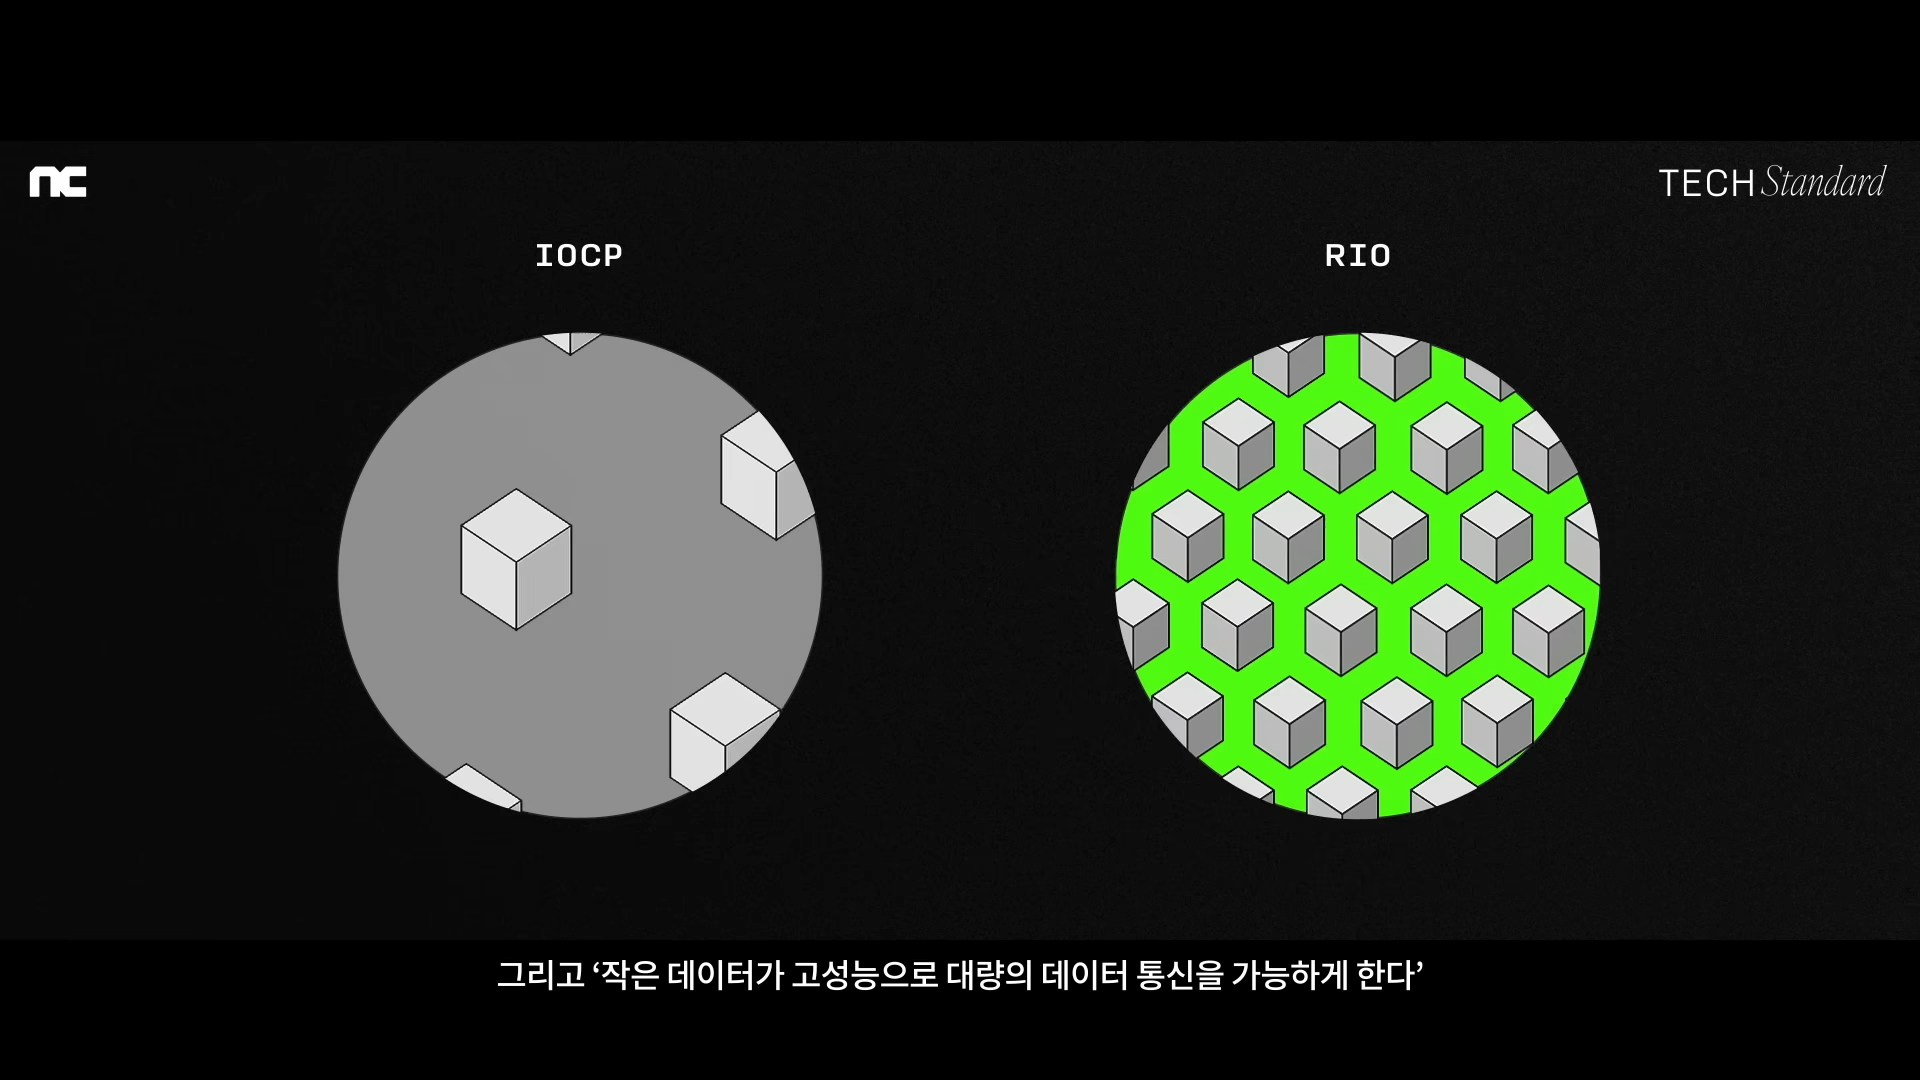 nc
TECH Standard
IOCP
RIO
그리고 ‘작은 데이터가 고성능으로 대량의 데이터 통신을 가능하게 한다’